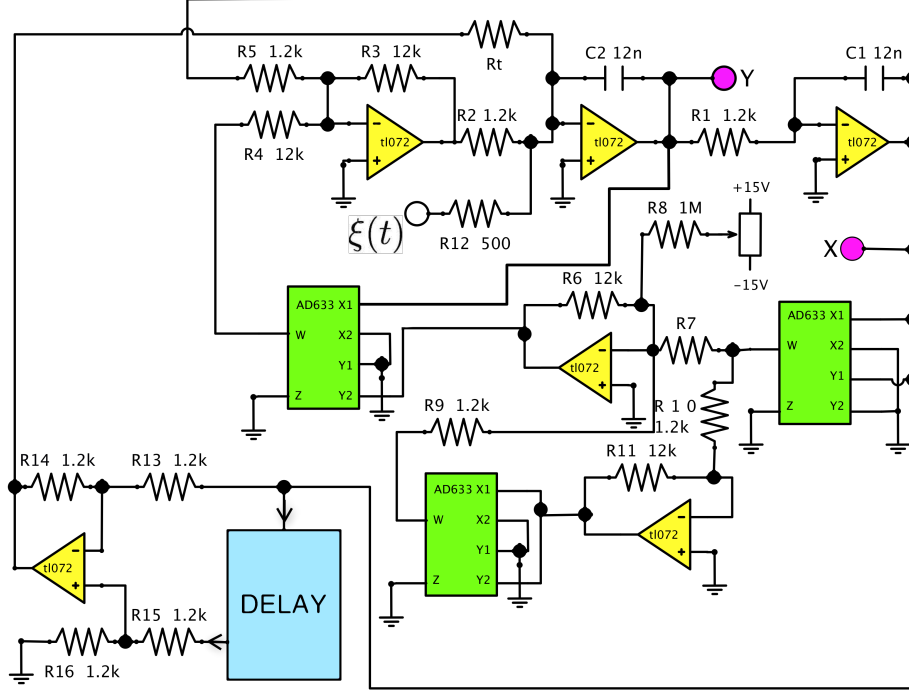 Rt
R5 1.2k
R3 12k
C2 12n
Y
C1 12n
R4 12k
tl072
R2 1.2k
tl072
R1 1.2k
tl072
ξ(t)
R12 500
R8 1M
+15V
-15V
X
R6 12k
AD633 X1
W X2
Y1
Z Y2
tl072
R7
AD633 X1
W X2
Y1
Z Y2
R9 1.2k
R 1 0
1.2k
R11 12k
R14 1.2k
R13 1.2k
AD633 X1
W X2
Y1
Z Y2
tl072
tl072
DELAY
R15 1.2k
R16 1.2k